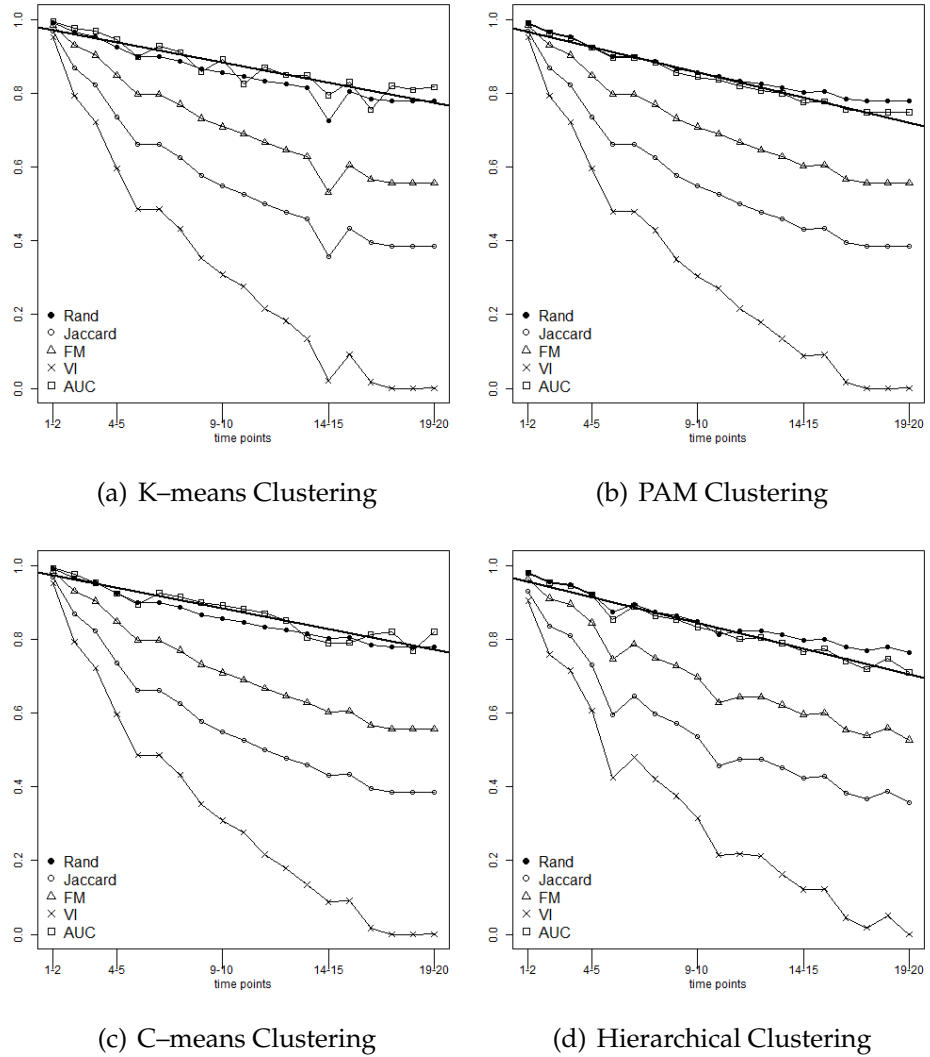 1.0
0.8
0.6
0.4
0.2
0.0
Rand
Jaccard
FM
VI
AUC
1-2
4-5
9-10
14-15
19-20
time points
(a) K–means Clustering
1.0
0.8
0.6
0.4
0.2
0.0
Rand
Jaccard
FM
VI
AUC
1-2
4-5
9-10
14-15
19-20
time points
(b) PAM Clustering
1.0
0.8
0.6
0.4
0.2
0.0
Rand
Jaccard
FM
VI
AUC
1-2
4-5
9-10
14-15
19-20
time points
(c) C–means Clustering
1.0
0.8
0.6
0.4
0.2
0.0
Rand
Jaccard
FM
VI
AUC
1-2
4-5
9-10
14-15
19-20
time points
(d) Hierarchical Clustering